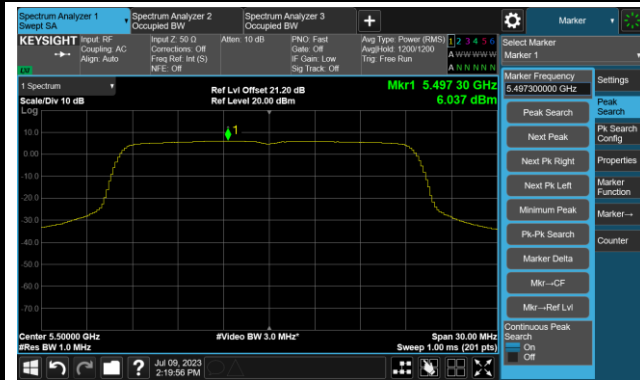 Spectrum Analyzer 1
Swept SA
Spectrum Analyzer 2
Occupied BW
Spectrum Analyzer 3
Occupied BW
+
Marker
KEYSIGHT
Input: RF
Coupling: AC
Align: Auto
Input Z: 50 Ω
Corrections: Off
Freq Ref: Int (S)
NFE: Off
Atten: 10 dB
PNO: Fast
Gate: Off
IF Gain: Low
Sig Track: Off
Avg Type: Power (RMS)
Avg|Hold: 1200/1200
Trig: Free Run
1 2 3 4 5 6
A W W W W W
A N N N N N
LW
Select Marker
Marker 1
1 Spectrum
Scale/Div 10 dB
Log
Ref Lvl Offset 21.20 dB
Ref Level 20.00 dBm
Mkr1 5.497 30 GHz
6.037 dBm
1
10.0
0.00
-10.0
-20.0
-30.0
-40.0
-50.0
-60.0
-70.0
Center 5.50000 GHz
#Res BW 1.0 MHz
#Video BW 3.0 MHz*
Span 30.00 MHz
Sweep 1.00 ms (201 pts)
Marker Frequency
5.497300000 GHz
Peak Search
Next Peak
Next Pk Right
Next Pk Left
Minimum Peak
Pk-Pk Search
Marker Delta
Mkr→CF
Mkr→Ref Lvl
Continuous Peak
Search
On
Off
Settings
Peak
Search
Pk Search
Config
Properties
Marker
Function
Marker→
Counter
?
Jul 09, 2023
2:19:56 PM